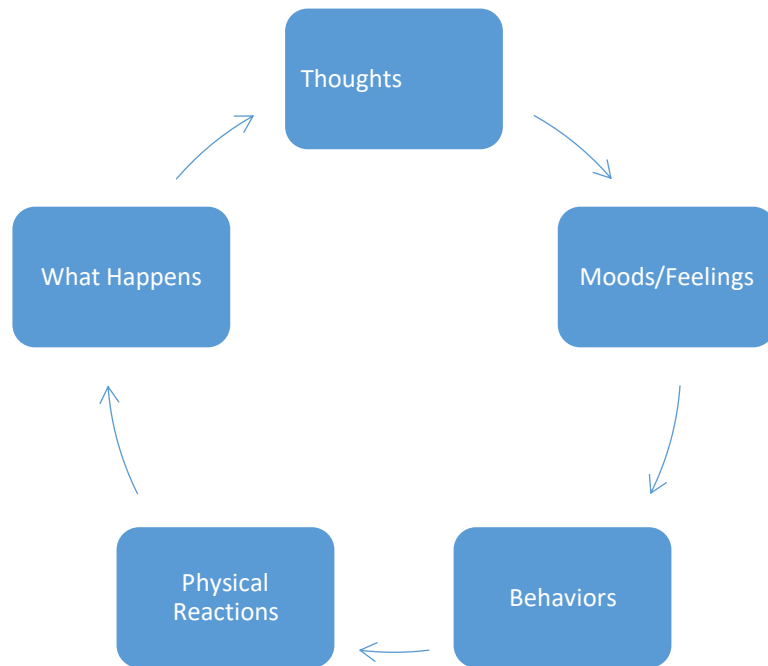 Thoughts
What Happens
Moods/Feelings
Physical
Reactions
Behaviors